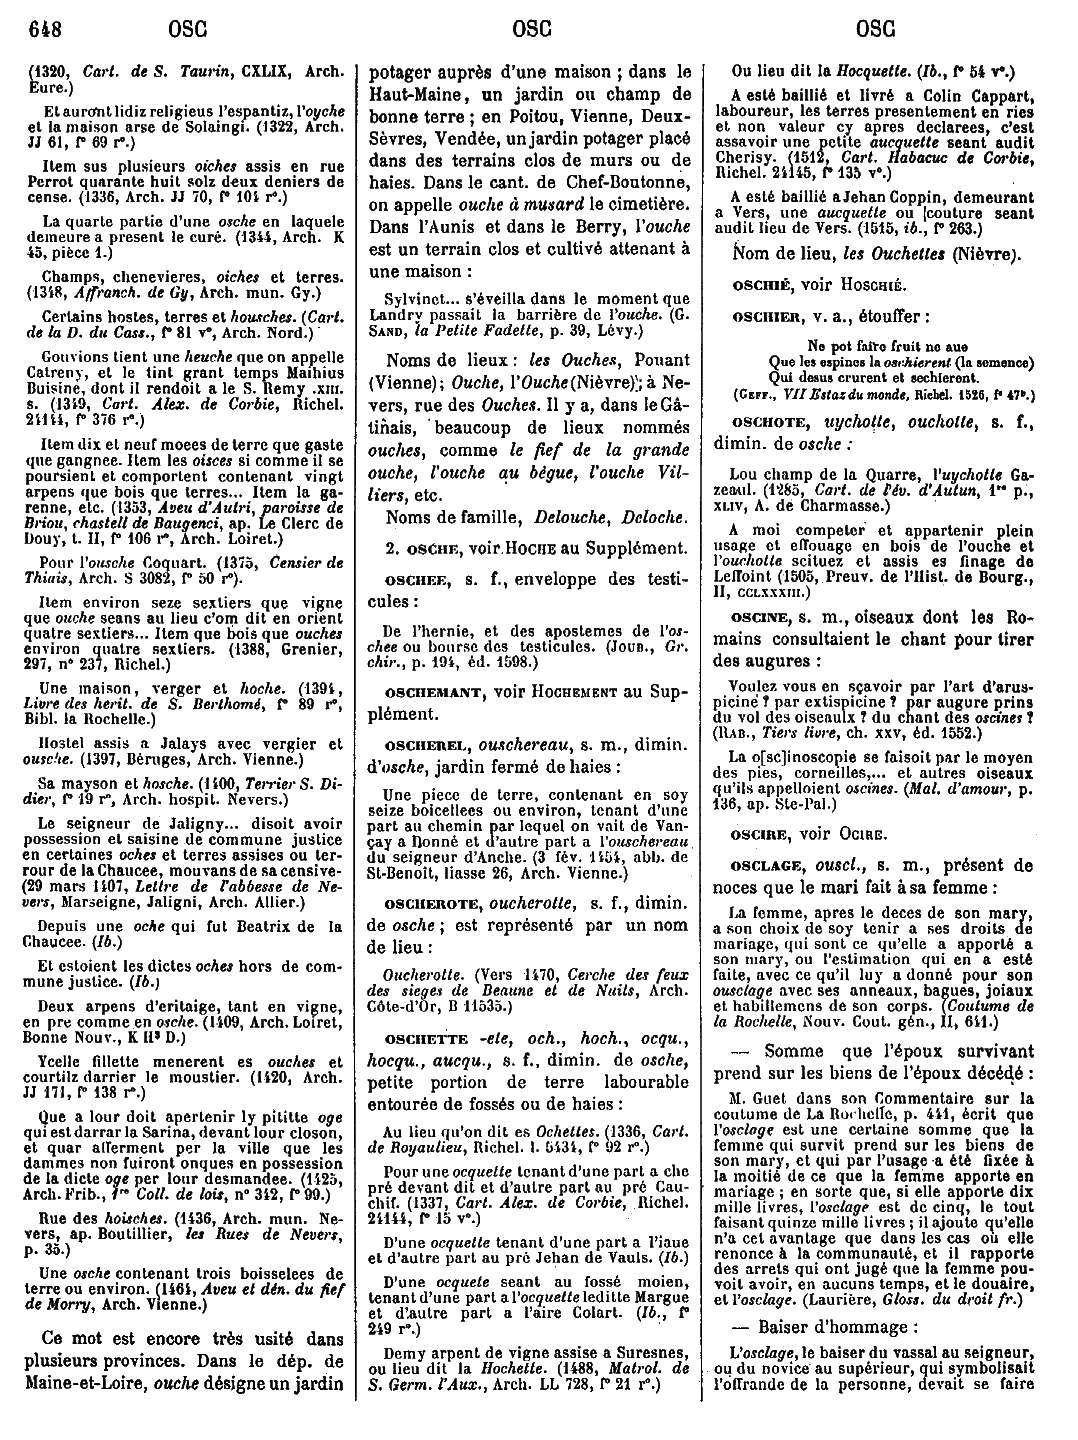 648 OSC OSC OSC
(1320, Cart. de S. Taurin, CXLIX, Arch.
Eure.)
Et auront lidiz religieus l'espantiz, l'oyche
et la maison arse de Solaingi. (1322, Arch.
JJ 61, f° 69 r°.)
Item sus plusieurs oiches assis en rue
Perrot quarante huit solz deux deniers de
cense. (1336, Arch. JJ 70, f° 104 r°.)
La quarte partie d'une osche en laquele
demeure a present le curé. (1344, Arch. K
45, pièce 1.)
Champs, chenevieres, oiches et terres.
(1348, Affranch. de Gy, Arch. mun. Gy.)
Certains hostes, terres et housches. (Cart.
de la D. du Cass., f° 81 v°, Arch. Nord.)
Gouvions tient une heuche que on appelle
Catreny, et le tint grant temps Mathius
Buisine, dont il rendoit a le S. Remy .XIII.
s. (1349, Cart. Alex. de Corbie, Richel.
24144, f° 376 r°.)
Item dix et neuf moees de terre que gaste
que gangnee. Item les oisces si comme il se
poursient et comportent contenant vingt
arpens que bois que terres... Item la ga-
renne, etc. (1353, Aveu d'Autri, paroisse de
Briou, chastell de Baugenci, ap. Le Clerc de
Douy, t. II, f° 106 r°, Arch. Loiret.)
Pour l'ousche Coquart. (1375, Censier de
Thiais, Arch. S 3082, f° 50 r°).
Item environ seze sextiers que vigne
que ouche seans au lieu c'om dit en orient
quatre sextiers... Item que bois que ouches
environ quatre sextiers. (1388, Grenier,
297, n° 237, Richel.)
Une maison, verger et hoche. (1394,
Livre des herit. de S. Berthomé, f° 89 r°,
Bibl. la Rochelle.)
Hostel assis a Jalays avec vergier et
ousche. (1397, Béruges, Arch. Vienne.)
Sa mayson et hosche. (1400, Terrier S. Di-
dier, f° 19 r°, Arch. hospit. Nevers.)
Le seigneur de Jaligny... disoit avoir
possession et saisine de commune justice
en certaines oches et terres assises ou ter-
rour de la Chaucee, mouvans de sa censive-
(29 mars 1407, Lettre de l'abbesse de Ne-
vers, Marseigne, Jaligni, Arch. Allier.)
Depuis une oche qui fut Beatrix de la
Chaucee. (Ib.)
Et estoient les dictes oches hors de com-
mune justice. (Ib.)
Deux arpens d'eritaige, tant en vigne,
en pre comme en osche. (1409, Arch. Loiret,
Bonne Nouv., K H³ D.)
Ycelle fillette menerent es ouches et
courtilz darrier le moustier. (1420, Arch.
JJ 171, f° 138 r°.)
Que a lour doit apertenir ly pititte oge
qui est darrar la Sarina, devant lour closon,
et quar afferment per la ville que les
dammes non fuiront onques en possession
de la dicte oge per lour desmandee. (1425,
Arch. Frib., 1re Coll. de lois, n° 342, f° 99.)
Rue des hoisches. (1436, Arch. mun. Ne-
vers, ap. Boutillier, les Rues de Nevers,
p. 35.)
Une osche contenant trois boisselees de
terre ou environ. (1464, Aveu et dén. du fief
de Morry, Arch. Vienne.)
Ce mot est encore très usité dans
plusieurs provinces. Dans le dép. de
Maine-et-Loire, ouche désigne un jardin
potager auprès d'une maison ; dans le
Haut-Maine, un jardin ou champ de
bonne terre ; en Poitou, Vienne, Deux-
Sèvres, Vendée, un jardin potager placé
dans des terrains clos de murs ou de
haies. Dans le cant. de Chef-Boutonne,
on appelle ouche à musard le cimetière.
Dans l'Aunis et dans le Berry, l'ouche
est un terrain clos et cultivé attenant à
une maison :
Sylvinet... s'éveilla dans le moment que
Landry passait la barrière de l'ouche. (G.
SAND, la Petite Fadette, p. 39, Lévy.)
Noms de lieux : les Ouches, Pouant
(Vienne) ; Ouche, l'Ouche (Nièvre) ; à Ne-
vers, rue des Ouches. Il y a, dans le Gâ-
tinais, beaucoup de lieux nommés
ouches, comme le fief de la grande
ouche, l'ouche au bègue, l'ouche Vil-
liers, etc.
Noms de famille, Delouche, Deloche.
2. OSCHE, voir HOCHE au Supplément.
OSCHEE, s. f., enveloppe des testi-
cules :
De l'hernie, et des apostemes de l'os-
chee ou bourse des testicules. (JOUB., Gr.
chir., p. 194, éd. 1598.)
OSCHEMANT, voir HOCHEMENT au Sup-
plément.
OSCHEREL, ouschereau, s. m., dimin.
d'osche, jardin fermé de haies :
Une piece de terre, contenant en soy
seize boicellees ou environ, tenant d'une
part au chemin par lequel on vait de Van-
çay a Bonné et d'autre part a l'ouschereau
du seigneur d'Anche. (3 fév. 1454, abb. de
St-Benoît, liasse 26, Arch. Vienne.)
OSCHEROTE, oucherotte, s. f., dimin.
de osche ; est représenté par un nom
de lieu :
Oucherotte. (Vers 1470, Cerche des feux
des sieges de Beaune et de Nuits, Arch.
Côte-d'Or, B 11535.)
OSCHETTE -ete, och., hoch., ocqu.,
hocqu., aucqu., s. f., dimin. de osche,
petite portion de terre labourable
entourée de fossés ou de haies :
Au lieu qu'on dit es Ochettes. (1336, Cart.
de Royaulieu, Richel. l. 5434, f° 92 r°.)
Pour une ocquette tenant d'une part a che
pré devant dit et d'autre part au pré Cau-
chif. (1337, Cart. Alex. de Corbie, Richel.
24144, f° 15 v°.)
D'une ocquette tenant d'une part a l'iaue
et d'autre part au pré Jehan de Vauls. (Ib.)
D'une ocquete seant au fossé moien,
tenant d'une part a l'ocquette leditte Margue
et d'autre part a l'aire Colart. (Ib., f°
249 r°.)
Demy arpent de vigne assise a Suresnes,
ou lieu dit la Hochette. (1488, Matrol. de
S. Germ. l'Aux., Arch. LL 728, f° 21 r°.)
Ou lieu dit la Hocquette. (Ib., f° 54 v°.)
A esté baillié et livré a Colin Cappart,
laboureur, les terres presentement en ries
et non valeur cy apres declarees, c'est
assavoir une petite aucquette seant audit
Cherisy. (1512, Cart. Habacuc de Corbie,
Richel. 24145, f° 135 v°.)
A esté baillié a Jehan Coppin, demeurant
a Vers, une aucquette ou couture seant
audit lieu de Vers. (1515, ib., f° 263.)
Nom de lieu, les Ouchettes (Nièvre).
OSCHIÉ, voir HOSCHIÉ.
OSCHIER, v. a., étouffer :
Ne pot faire fruit ne aue
Que les espines la oschierent (la semence)
Qui desus crurent et sechierent.
(GEFF., VII Estaz du monde, Richel. 1526, f° 47b.)
OSCHOTE, uychotte, oucholte, s. f.,
dimin. de osche :
Lou champ de la Quarre, l'uychotte Ga-
zeaul. (1285, Cart. de l'év. d'Autun, 1re p.,
XLIV, A. de Charmasse.)
A moi competer et appartenir plein
usage et effouage en bois de l'ouche et
l'ouchotte scituez et assis es finage de
Leffoint (1505, Preuv. de l'Hist. de Bourg.,
II, CCLXXXIII.)
OSCINE, s. m., oiseaux dont les Ro-
mains consultaient le chant pour tirer
des augures :
Voulez vous en sçavoir par l'art d'arus-
picine ? par extispicine ? par augure prins
du vol des oiseaulx ? du chant des oscines ?
(RAB., Tiers livre, ch. XXV, éd. 1552.)
La o[sc]inoscopie se faisoit par le moyen
des pies, corneilles,... et autres oiseaux
qu'ils appelloient oscines. (Mal. d'amour, p.
136, ap. Ste-Pal.)
OSCIRE, voir OCIRE.
OSCLAGE, ouscl., s. m., présent de
noces que le mari fait à sa femme :
La femme, apres le deces de son mary,
a son choix de soy tenir a ses droits de
mariage, qui sont ce qu'elle a apporté a
son mary, ou l'estimation qui en a esté
faite, avec ce qu'il luy a donné pour son
ousclage avec ses anneaux, bagues, joiaux
et habillemens de son corps. (Coutume de
la Rochelle, Nouv. Cout. gén., II, 641.)
— Somme que l'époux survivant
prend sur les biens de l'époux décédé :
M. Guet dans son Commentaire sur la
coutume de La Rochelle, p. 441, écrit que
l'osclage est une certaine somme que la
femme qui survit prend sur les biens de
son mary, et qui par l'usage a été fixée à
la moitié de ce que la femme apporte en
mariage ; en sorte que, si elle apporte dix
mille livres, l'osclage est de cinq, le tout
faisant quinze mille livres ; il ajoute qu'elle
n'a cet avantage que dans les cas où elle
renonce à la communauté, et il rapporte
des arrets qui ont jugé que la femme pou-
voit avoir, en aucuns temps, et le douaire,
et l'osclage. (Laurière, Gloss. du droit fr.)
— Baiser d'hommage :
L'osclage, le baiser du vassal au seigneur,
ou du novice au supérieur, qui symbolisait
l'offrande de la personne, devait se faire